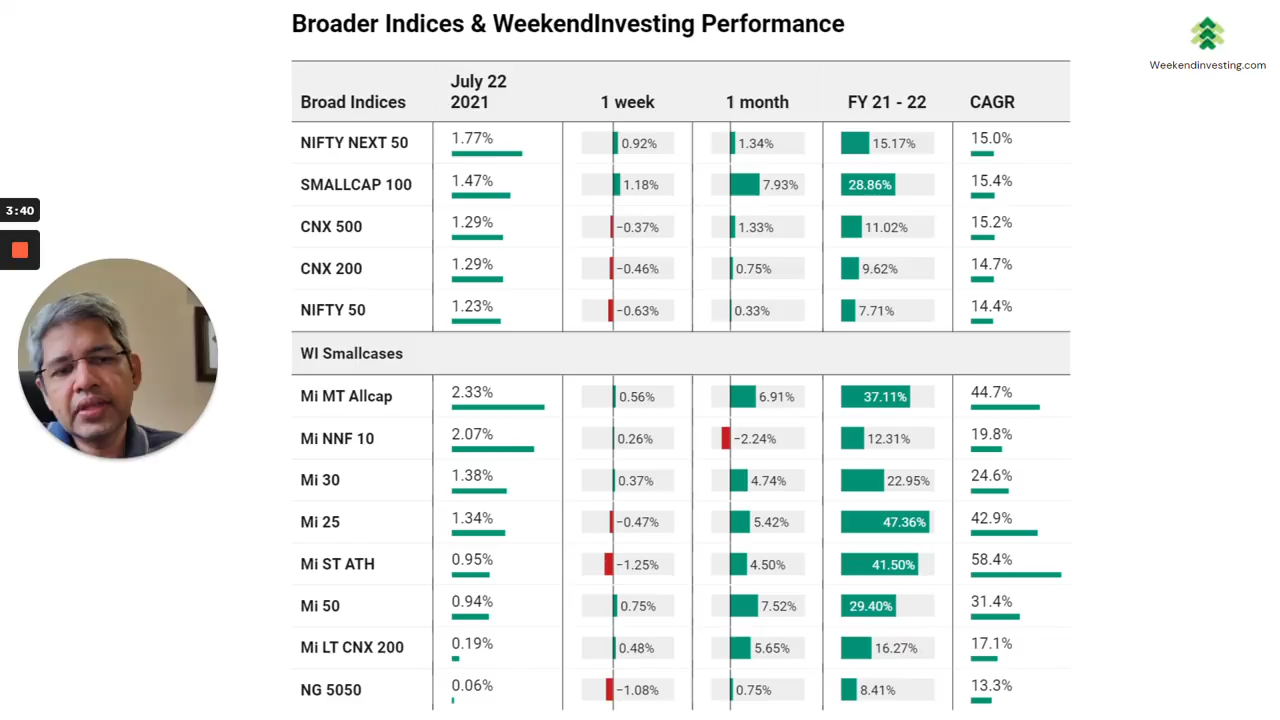 Broader Indices & WeekendInvesting Performance
Weekendinvesting.com
Broad Indices July 22 2021 1 week 1 month FY 21 - 22 CAGR
NIFTY NEXT 50 1.77% 0.92% 1.34% 15.17% 15.0%
SMALLCAP 100 1.47% 1.18% 7.93% 28.86% 15.4%
3:40
CNX 500 1.29% −0.37% 1.33% 11.02% 15.2%
CNX 200 1.29% −0.46% 0.75% 9.62% 14.7%
NIFTY 50 1.23% −0.63% 0.33% 7.71% 14.4%
WI Smallcases
Mi MT Allcap 2.33% 0.56% 6.91% 37.11% 44.7%
Mi NNF 10 2.07% 0.26% −2.24% 12.31% 19.8%
Mi 30 1.38% 0.37% 4.74% 22.95% 24.6%
Mi 25 1.34% −0.47% 5.42% 47.36% 42.9%
Mi ST ATH 0.95% −1.25% 4.50% 41.50% 58.4%
Mi 50 0.94% 0.75% 7.52% 29.40% 31.4%
Mi LT CNX 200 0.19% 0.48% 5.65% 16.27% 17.1%
NG 5050 0.06% −1.08% 0.75% 8.41% 13.3%